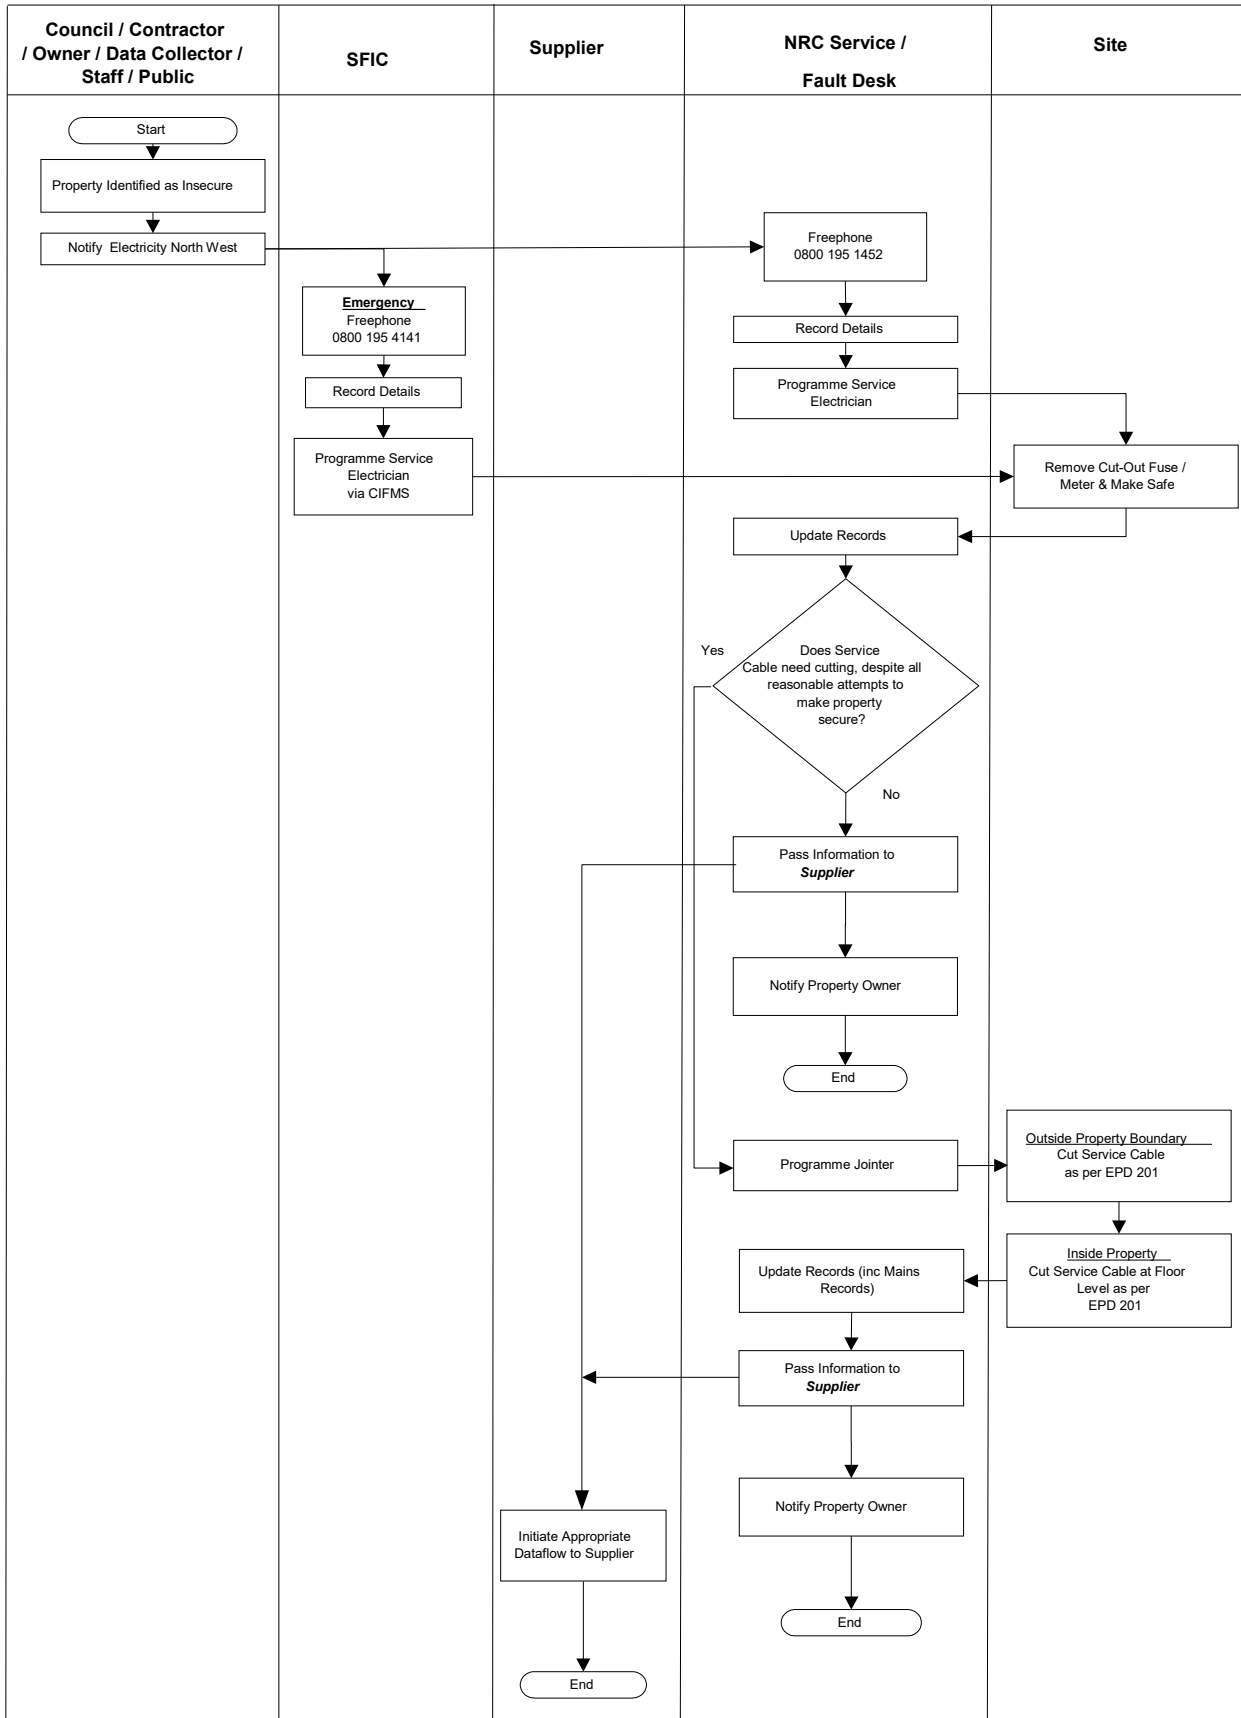 Council / Contractor
/ Owner / Data Collector /
Staff / Public
SFIC
Supplier
NRC Service /
Fault Desk
Site
Start
Property Identified as Insecure
Notify Electricity North West
Freephone
0800 195 1452
Emergency
Freephone
0800 195 4141
Record Details
Record Details
Programme Service
Electrician
Programme Service
Electrician
via CIFMS
Remove Cut-Out Fuse /
Meter & Make Safe
Update Records
Yes
Does Service
Cable need cutting, despite all
reasonable attempts to
make property
secure?
No
Pass Information to
Supplier
Notify Property Owner
End
Programme Jointer
Outside Property Boundary
Cut Service Cable
as per EPD 201
Inside Property
Cut Service Cable at Floor
Level as per
EPD 201
Update Records (inc Mains
Records)
Pass Information to
Supplier
Notify Property Owner
Initiate Appropriate
Dataflow to Supplier
End
End